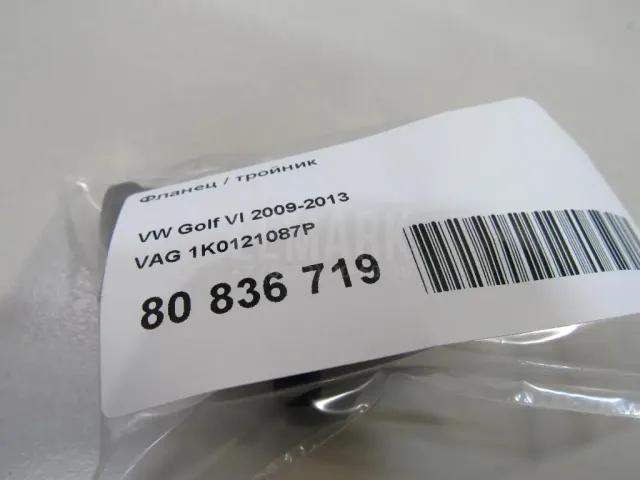 Фланец / тройник
VW Golf VI 2009-2013
VAG 1K0121087P
80 836 719